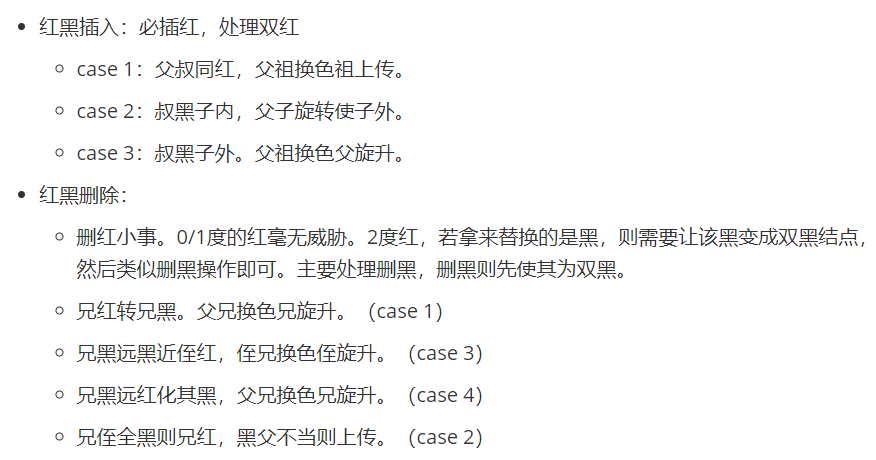 红黑插入：必插红，处理双红
case 1：父叔同红，父祖换色祖上传。
case 2：叔黑子内，父子旋转使子外。
case 3：叔黑子外。父祖换色父旋升。
红黑删除：
删红小事。0/1度的红毫无威胁。2度红，若拿来替换的是黑，则需要让该黑变成双黑结点，
然后类似删黑操作即可。主要处理删黑，删黑则先使其为双黑。
兄红转兄黑。父兄换色兄旋升。（case 1）
兄黑远黑近侄红，侄兄换色侄旋升。（case 3）
兄黑远红化其黑，父兄换色兄旋升。（case 4）
兄侄全黑则兄红，黑父不当则上传。（case 2）